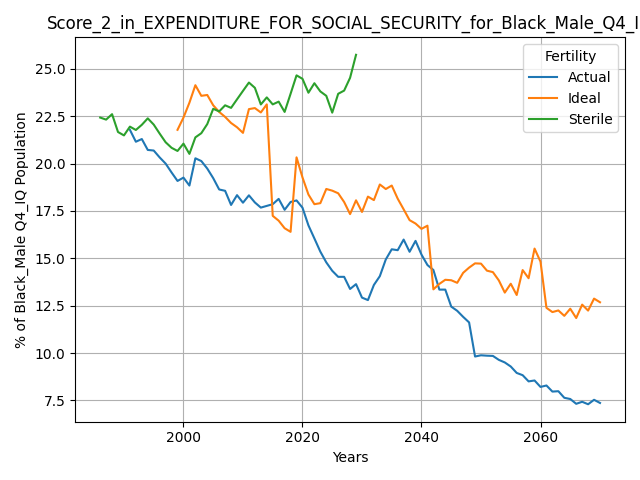 Score_2_in_EXPENDITURE_FOR_SOCIAL_SECURITY_for_Black_Male_Q4_I
Fertility
Actual
Ideal
Sterile
25.0
22.5
20.0
17.5
15.0
12.5
10.0
7.5
% of Black_Male Q4_IQ Population
2000
2020
2040
2060
Years